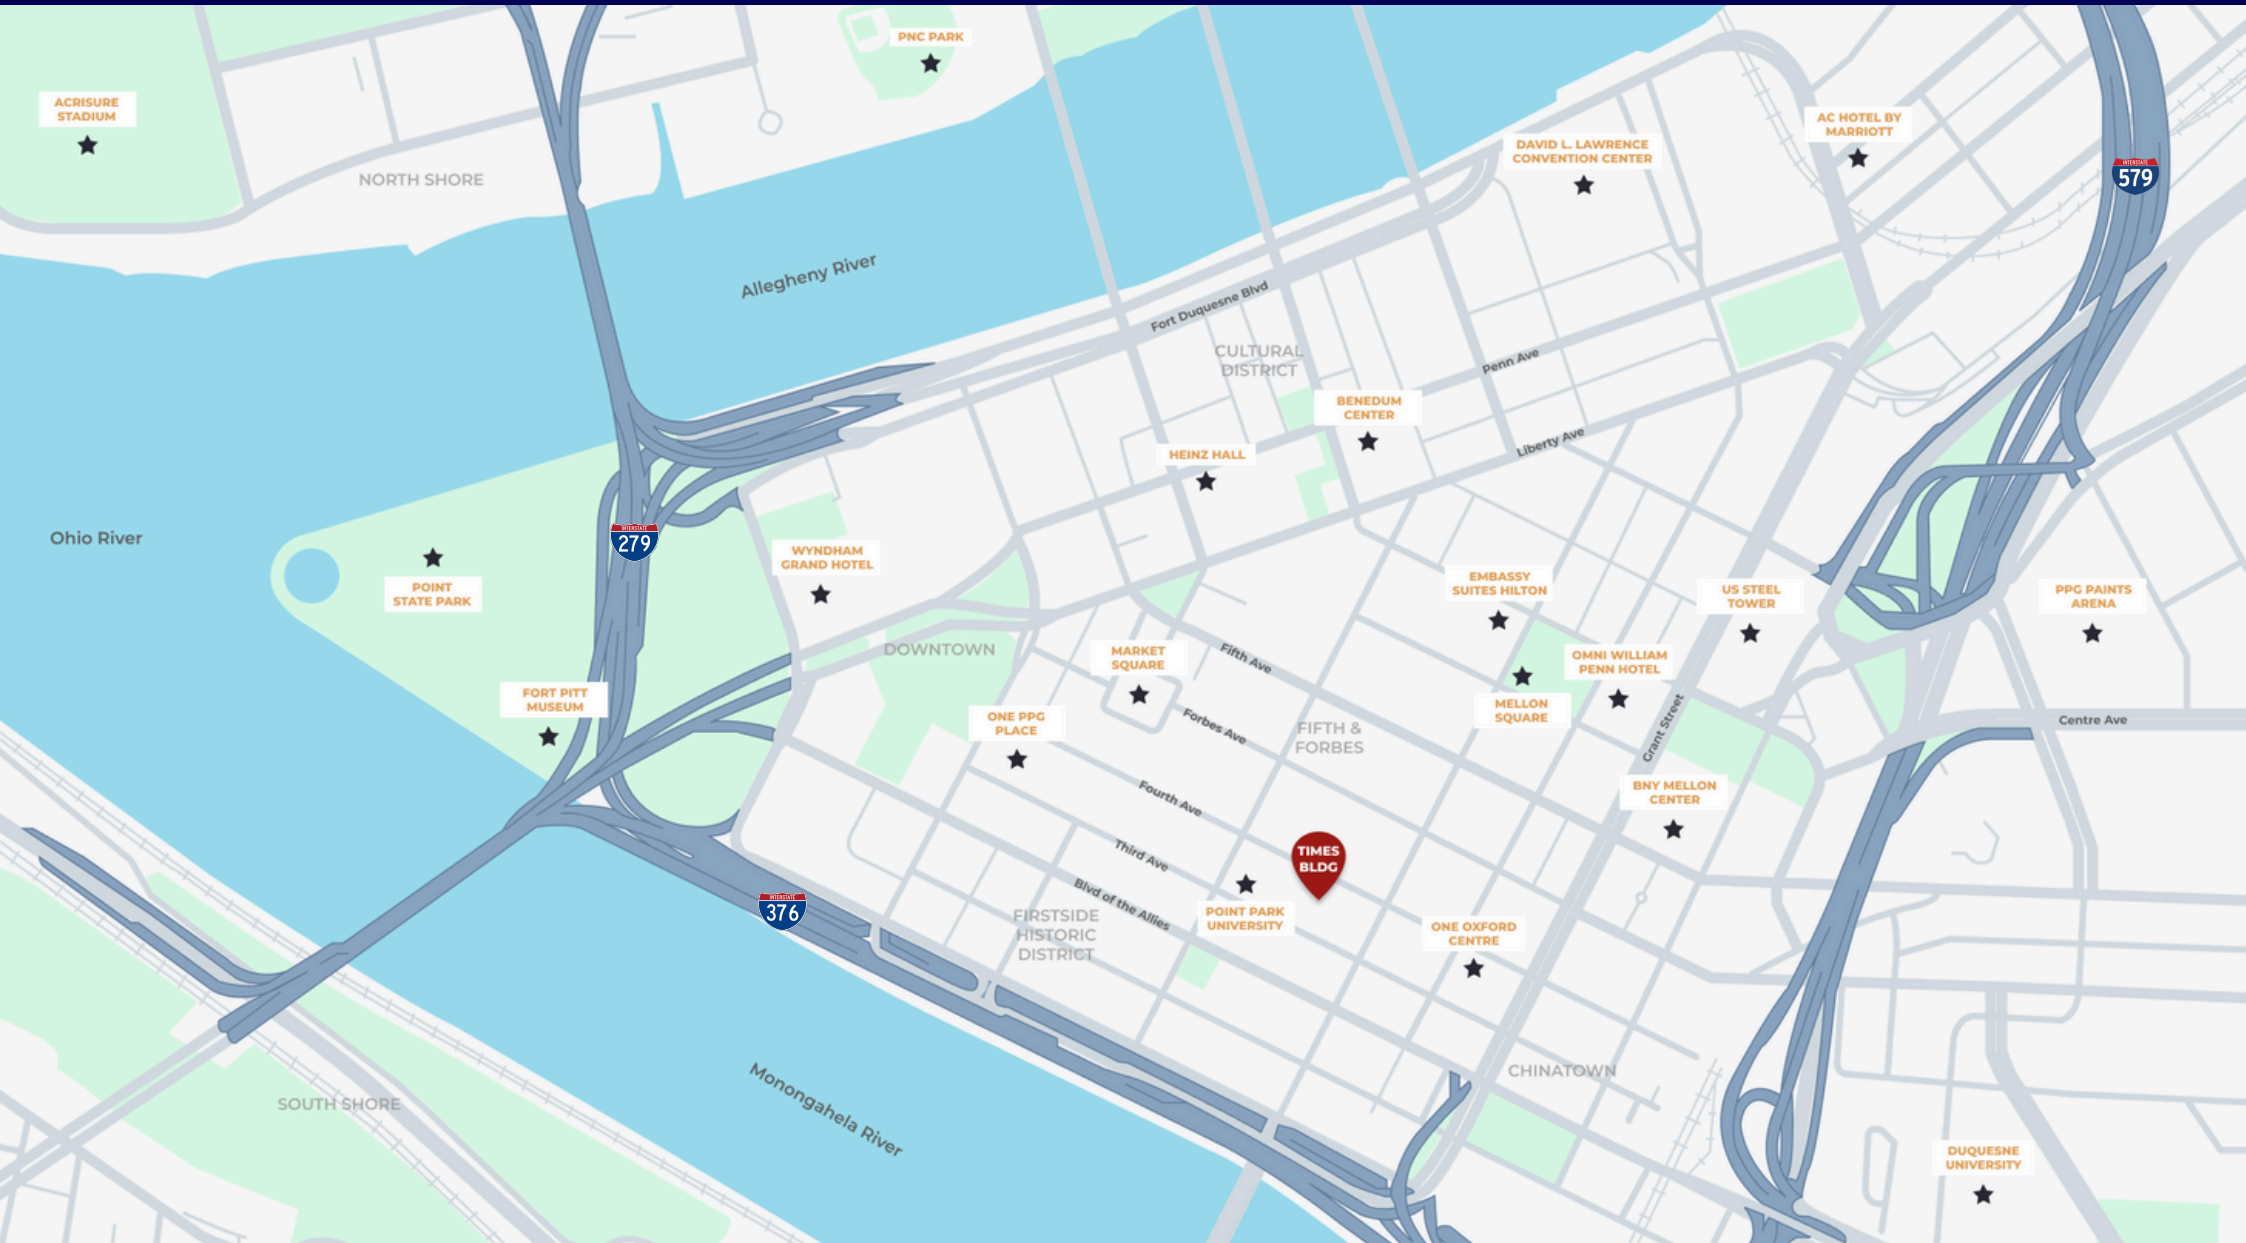 PNC PARK
ACRISURE
STADIUM
NORTH SHORE
AC HOTEL BY
MARRIOTT
DAVID L. LAWRENCE
CONVENTION CENTER
INTERSTATE
579
Allegheny River
Fort Duquesne Blvd
CULTURAL
DISTRICT
Penn Ave
BENEDUM
CENTER
Liberty Ave
HEINZ HALL
Ohio River
INTERSTATE
279
WYNDHAM
GRAND HOTEL
POINT
STATE PARK
EMBASSY
SUITES HILTON
US STEEL
TOWER
PPG PAINTS
ARENA
DOWNTOWN
MARKET
SQUARE
Fifth Ave
OMNI WILLIAM
PENN HOTEL
FORT PITT
MUSEUM
MELLON
SQUARE
ONE PPG
PLACE
Forbes Ave
FIFTH &
FORBES
Grant Street
Centre Ave
Fourth Ave
BNY MELLON
CENTER
Third Ave
TIMES
BLDG
Blvd of the Allies
INTERSTATE
376
FIRSTSIDE
HISTORIC
DISTRICT
POINT PARK
UNIVERSITY
ONE OXFORD
CENTRE
CHINATOWN
SOUTH SHORE
Monongahela River
DUQUESNE
UNIVERSITY